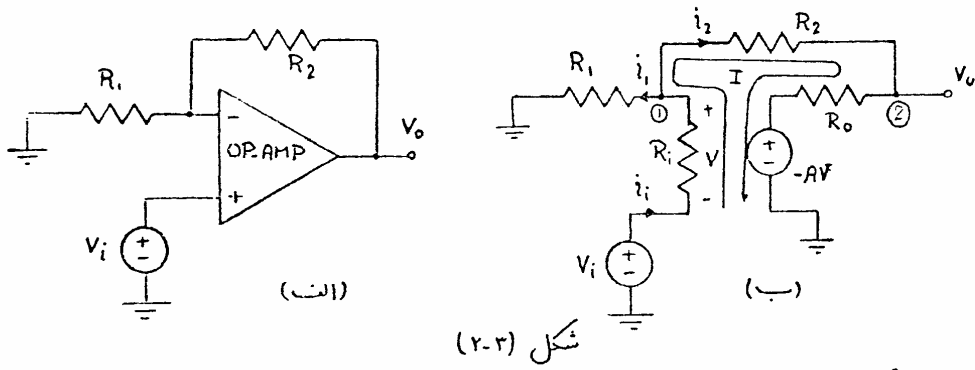 R₁
R₂
-
OP-AMP
+
V₀
Vᵢ
+
-
(الف)
R₁
i₁
i₂
R₂
①
I
+
V
-
Rᵢ
iᵢ
Vᵢ
+
-
R₀
②
V₀
+
-
-AV
(ب)
شکل (۲-۳)